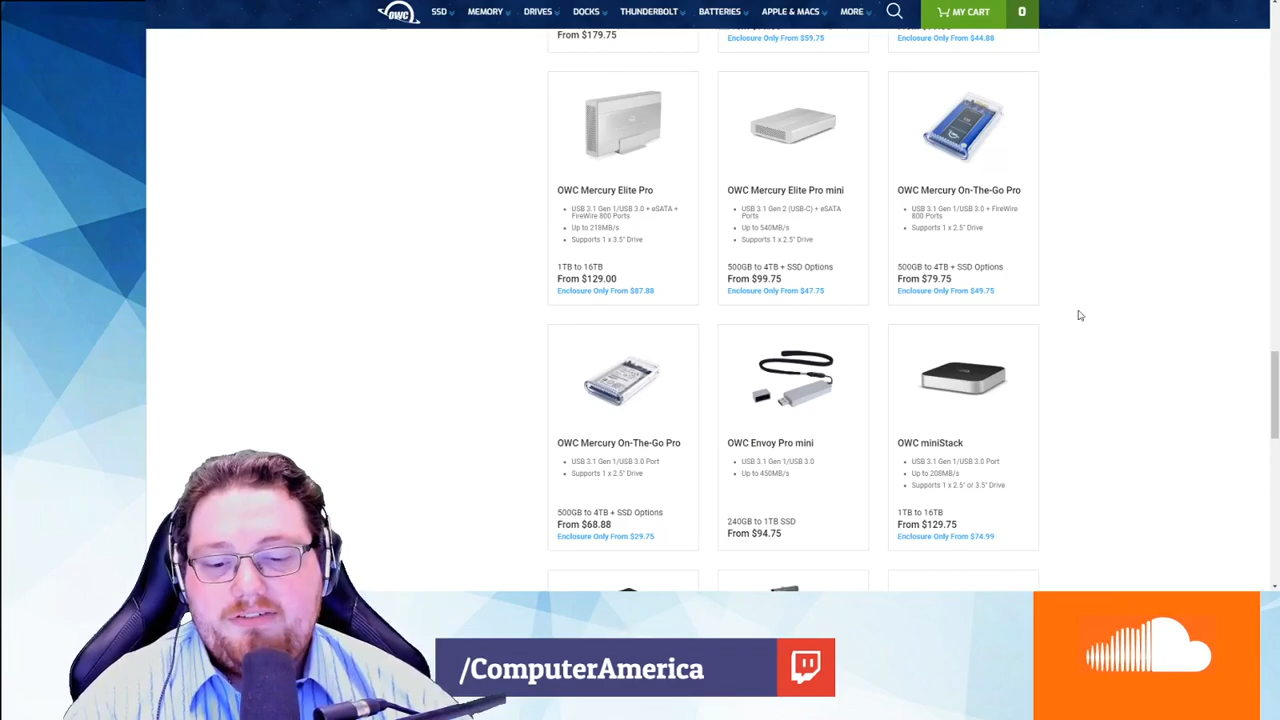 OWC SSD MEMORY DRIVES DOCKS THUNDERBOLT BATTERIES APPLE & MACS MORE MY CART 0
From $179.75
Enclosure Only From $59.75
Enclosure Only From $44.88
OWC Mercury Elite Pro
USB 3.1 Gen 1/USB 3.0 + eSATA +
FireWire 800 Ports
Up to 218MB/s
Supports 1 x 3.5" Drive
1TB to 16TB
From $129.00
Enclosure Only From $87.88
OWC Mercury Elite Pro mini
USB 3.1 Gen 2 (USB-C) + eSATA
Ports
Up to 540MB/s
Supports 1 x 2.5" Drive
500GB to 4TB + SSD Options
From $99.75
Enclosure Only From $47.75
OWC Mercury On-The-Go Pro
USB 3.1 Gen 1/USB 3.0 + FireWire
800 Ports
Supports 1 x 2.5" Drive
500GB to 4TB + SSD Options
From $79.75
Enclosure Only From $49.75
OWC Mercury On-The-Go Pro
USB 3.1 Gen 1/USB 3.0 Port
Supports 1 x 2.5" Drive
500GB to 4TB + SSD Options
From $68.88
Enclosure Only From $29.75
OWC Envoy Pro mini
USB 3.1 Gen 1/USB 3.0
Up to 450MB/s
240GB to 1TB SSD
From $94.75
OWC miniStack
USB 3.1 Gen 1/USB 3.0 Port
Up to 208MB/s
Supports 1 x 2.5" or 3.5" Drive
1TB to 16TB
From $129.75
Enclosure Only From $74.99
/ComputerAmerica